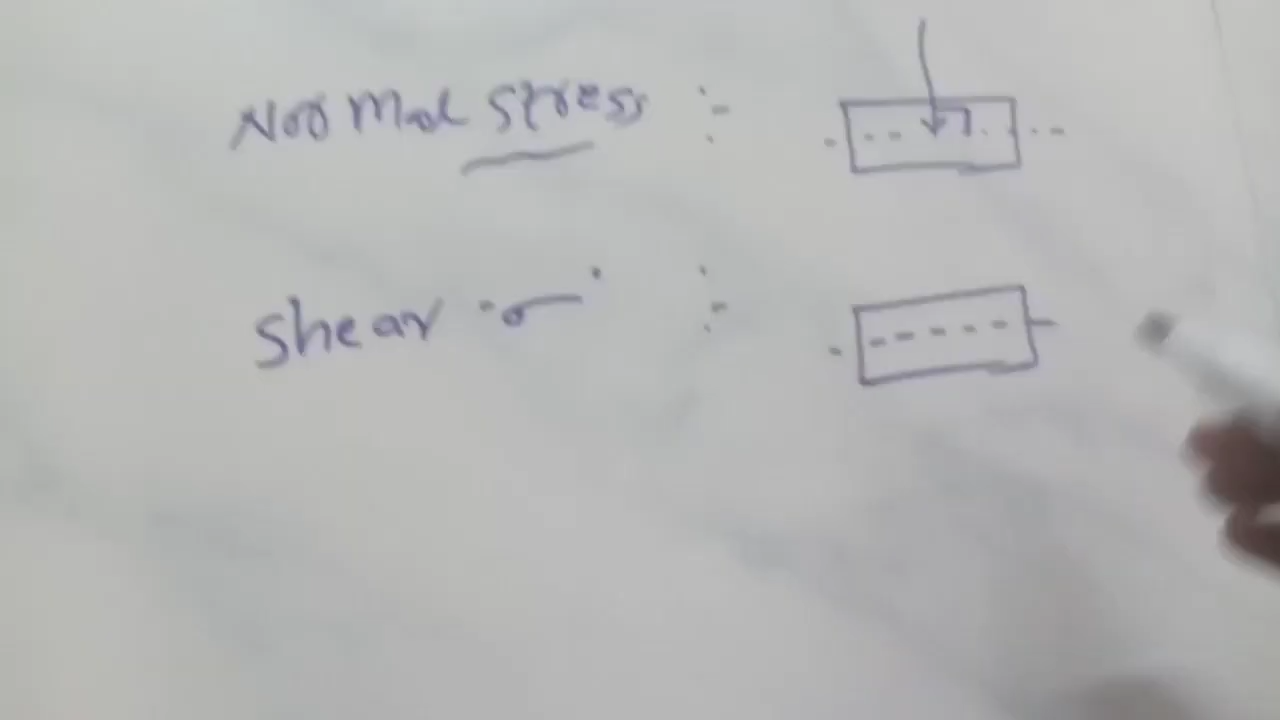 Normal stress :-
Shear -〃- :-